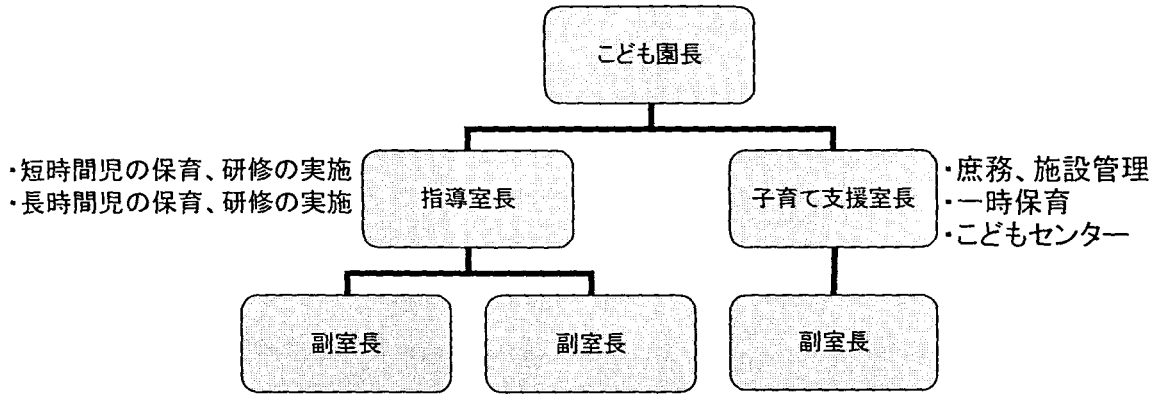 こども園長
・短時間児の保育、研修の実施
・長時間児の保育、研修の実施
指導室長
子育て支援室長
・庶務、施設管理
・一時保育
・こどもセンター
副室長
副室長
副室長